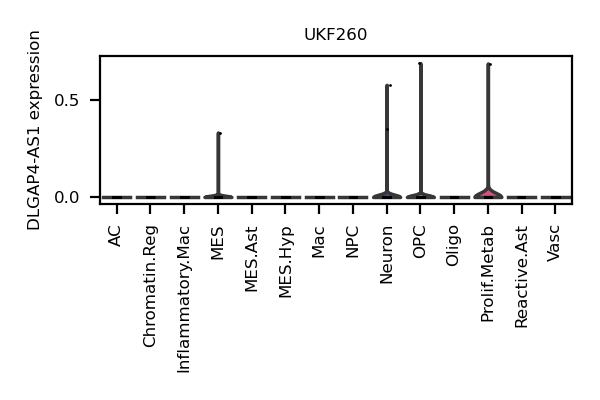 UKF260
DLGAP4-AS1 expression
0.5
0.0
AC
Chromatin.Reg
Inflammatory.Mac
MES
MES.Ast
MES.Hyp
Mac
NPC
Neuron
OPC
Oligo
Prolif.Metab
Reactive.Ast
Vasc